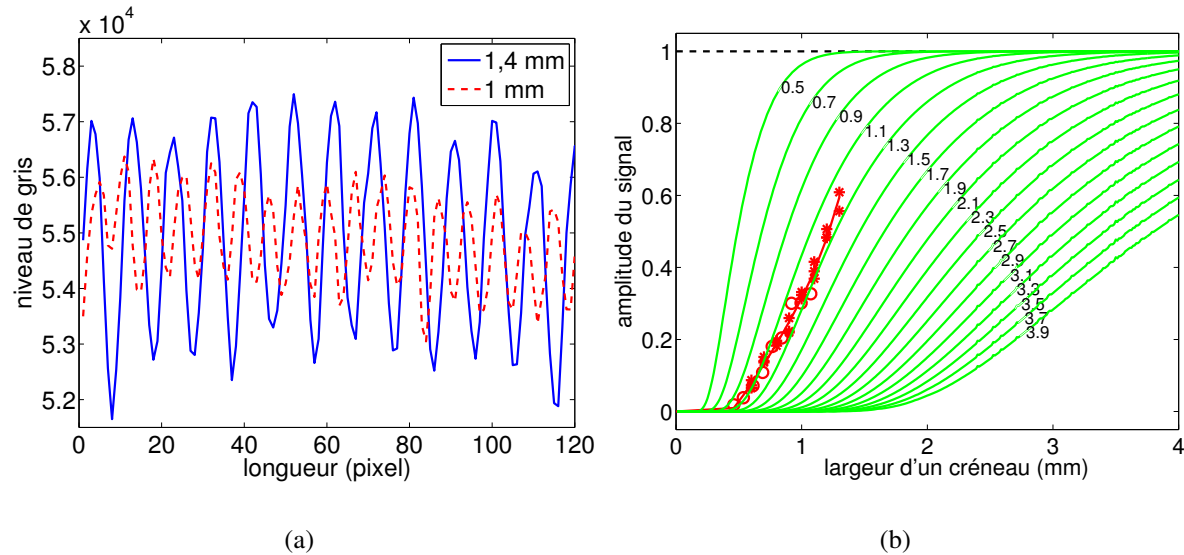 x 10⁴
5.8
5.7
5.6
5.5
5.4
5.3
5.2
niveau de gris
1,4 mm
1 mm
0 20 40 60 80 100 120
longueur (pixel)
(a)
1
0.8
0.6
0.4
0.2
0
amplitude du signal
0.5
0.7
0.9
1.1
1.3
1.5
1.7
1.9
2.1
2.3
2.5
2.7
2.9
3.1
3.3
3.5
3.7
3.9
0 1 2 3 4
largeur d'un créneau (mm)
(b)